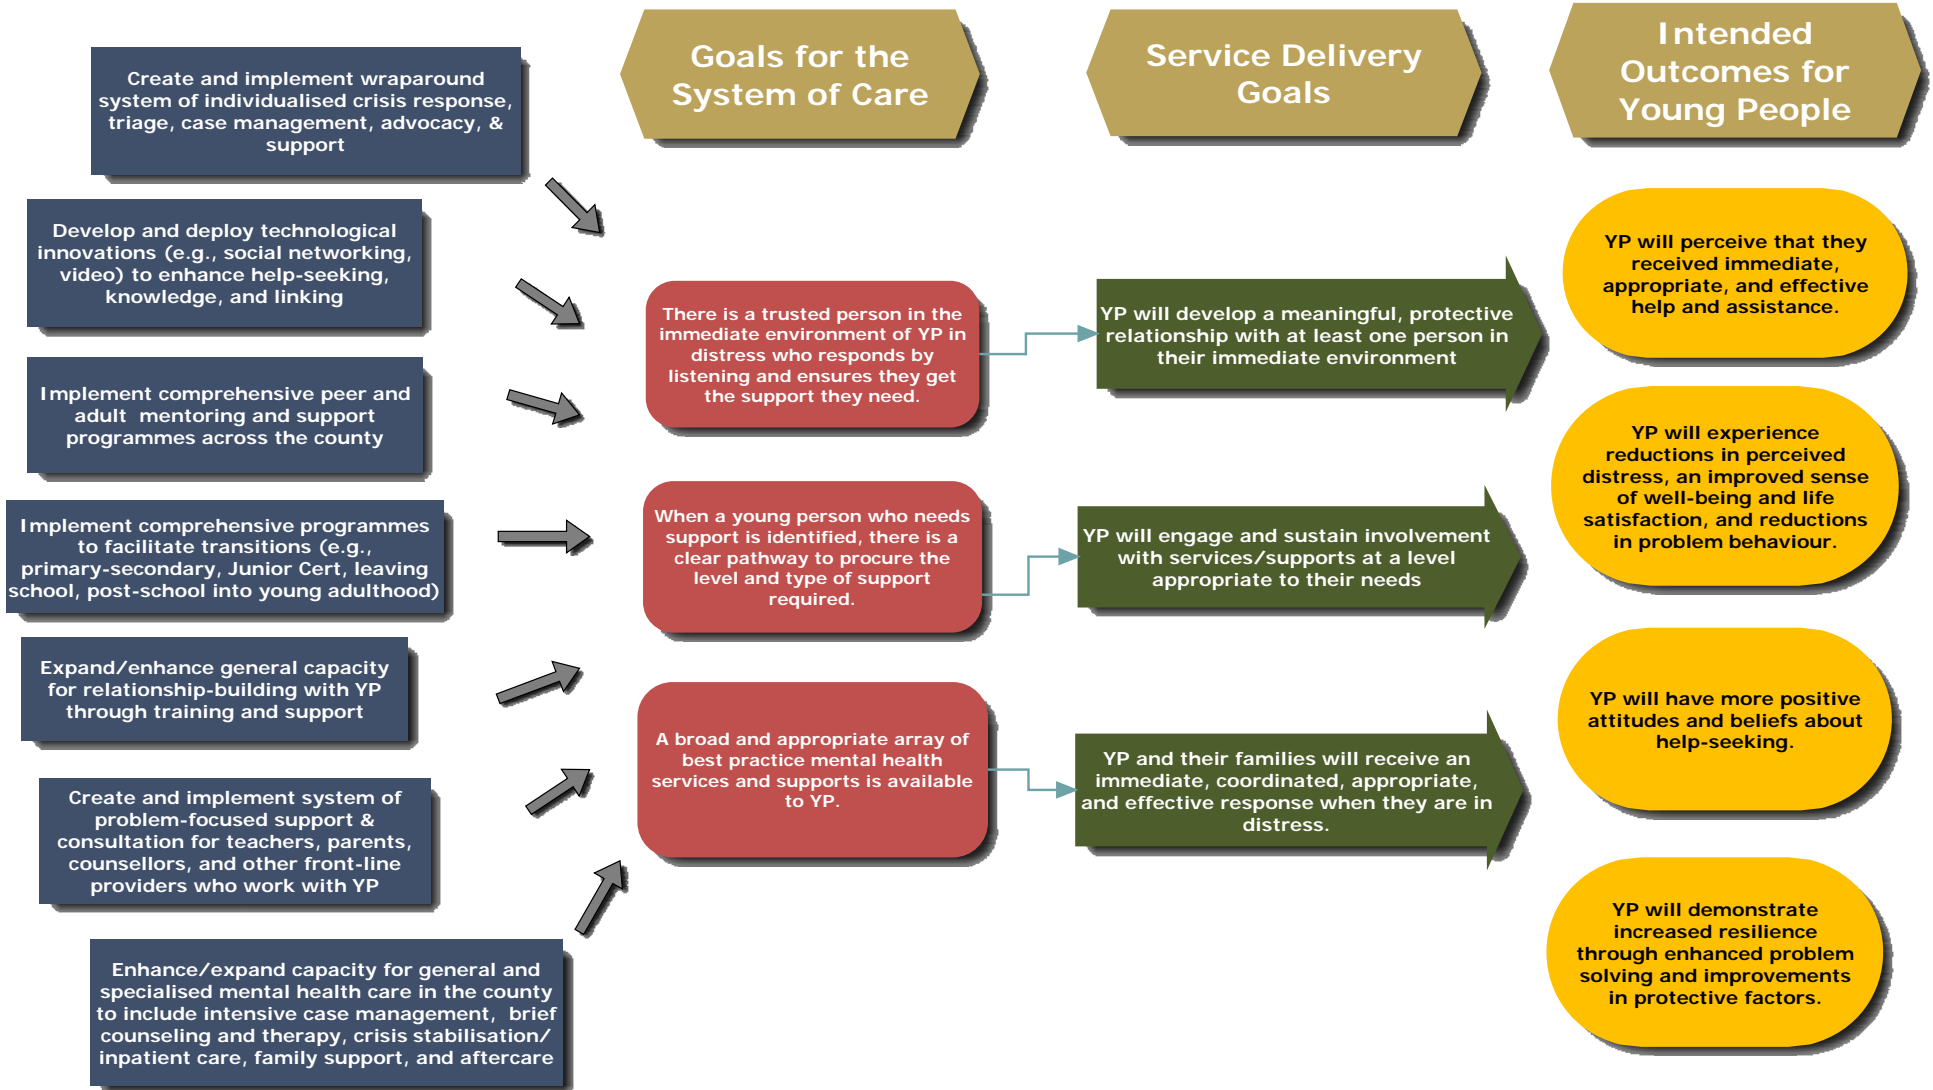 Goals for the
System of Care
Service Delivery
Goals
Intended
Outcomes for
Young People
Create and implement wraparound
system of individualised crisis response,
triage, case management, advocacy, &
support
Develop and deploy technological
innovations (e.g., social networking,
video) to enhance help-seeking,
knowledge, and linking
Implement comprehensive peer and
adult mentoring and support
programmes across the county
Implement comprehensive programmes
to facilitate transitions (e.g.,
primary-secondary, Junior Cert, leaving
school, post-school into young adulthood)
Expand/enhance general capacity
for relationship-building with YP
through training and support
Create and implement system of
problem-focused support &
consultation for teachers, parents,
counsellors, and other front-line
providers who work with YP
Enhance/expand capacity for general and
specialised mental health care in the county
to include intensive case management, brief
counseling and therapy, crisis stabilisation/
inpatient care, family support, and aftercare
There is a trusted person in the
immediate environment of YP in
distress who responds by
listening and ensures they get
the support they need.
When a young person who needs
support is identified, there is a
clear pathway to procure the
level and type of support
required.
A broad and appropriate array of
best practice mental health
services and supports is available
to YP.
YP will develop a meaningful, protective
relationship with at least one person in
their immediate environment
YP will engage and sustain involvement
with services/supports at a level
appropriate to their needs
YP and their families will receive an
immediate, coordinated, appropriate,
and effective response when they are in
distress.
YP will perceive that they
received immediate,
appropriate, and effective
help and assistance.
YP will experience
reductions in perceived
distress, an improved sense
of well-being and life
satisfaction, and reductions
in problem behaviour.
YP will have more positive
attitudes and beliefs about
help-seeking.
YP will demonstrate
increased resilience
through enhanced problem
solving and improvements
in protective factors.